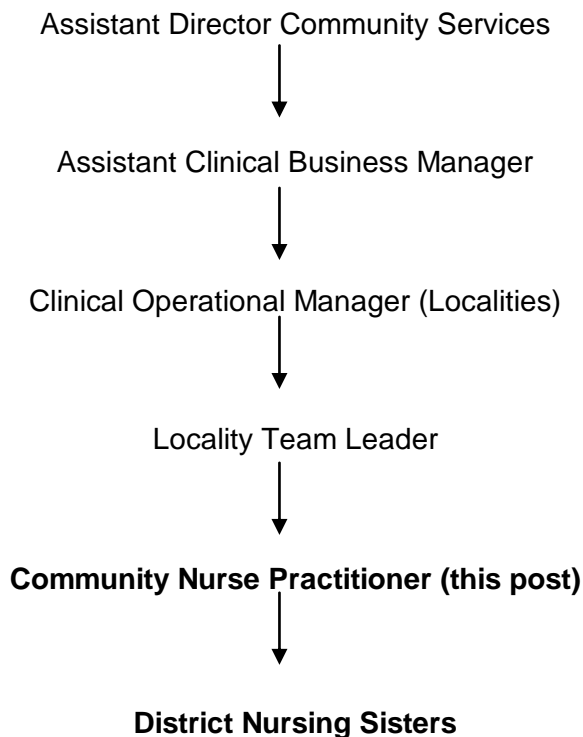 Assistant Director Community Services
Assistant Clinical Business Manager
Clinical Operational Manager (Localities)
Locality Team Leader
Community Nurse Practitioner (this post)
District Nursing Sisters